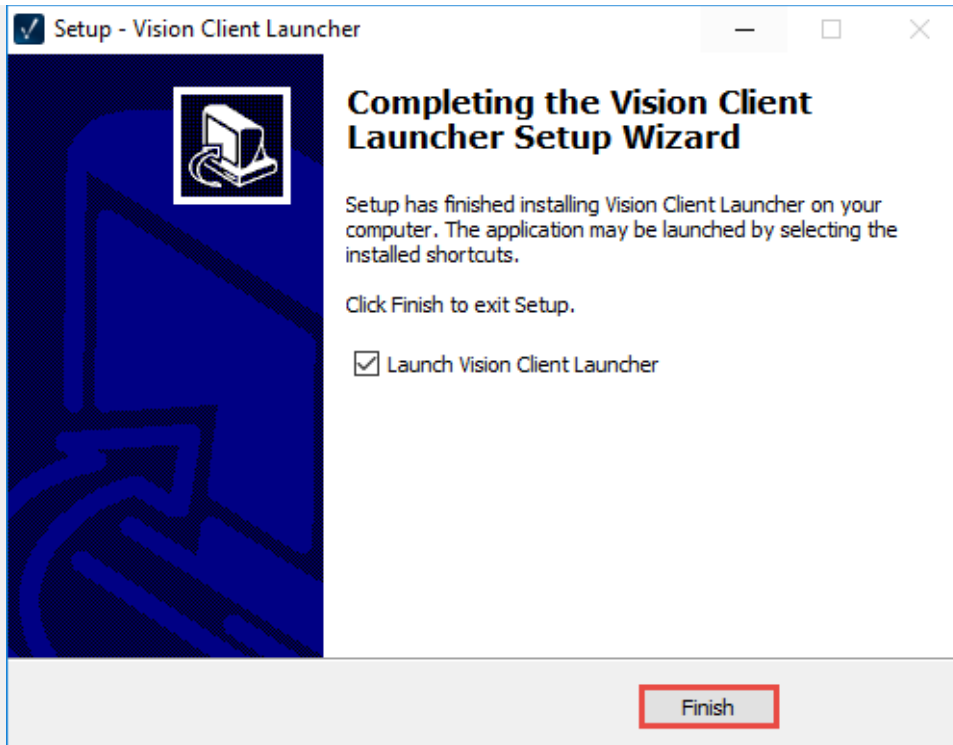 Setup - Vision Client Launcher
Completing the Vision Client
Launcher Setup Wizard
Setup has finished installing Vision Client Launcher on your
computer. The application may be launched by selecting the
installed shortcuts.
Click Finish to exit Setup.
Launch Vision Client Launcher
Finish